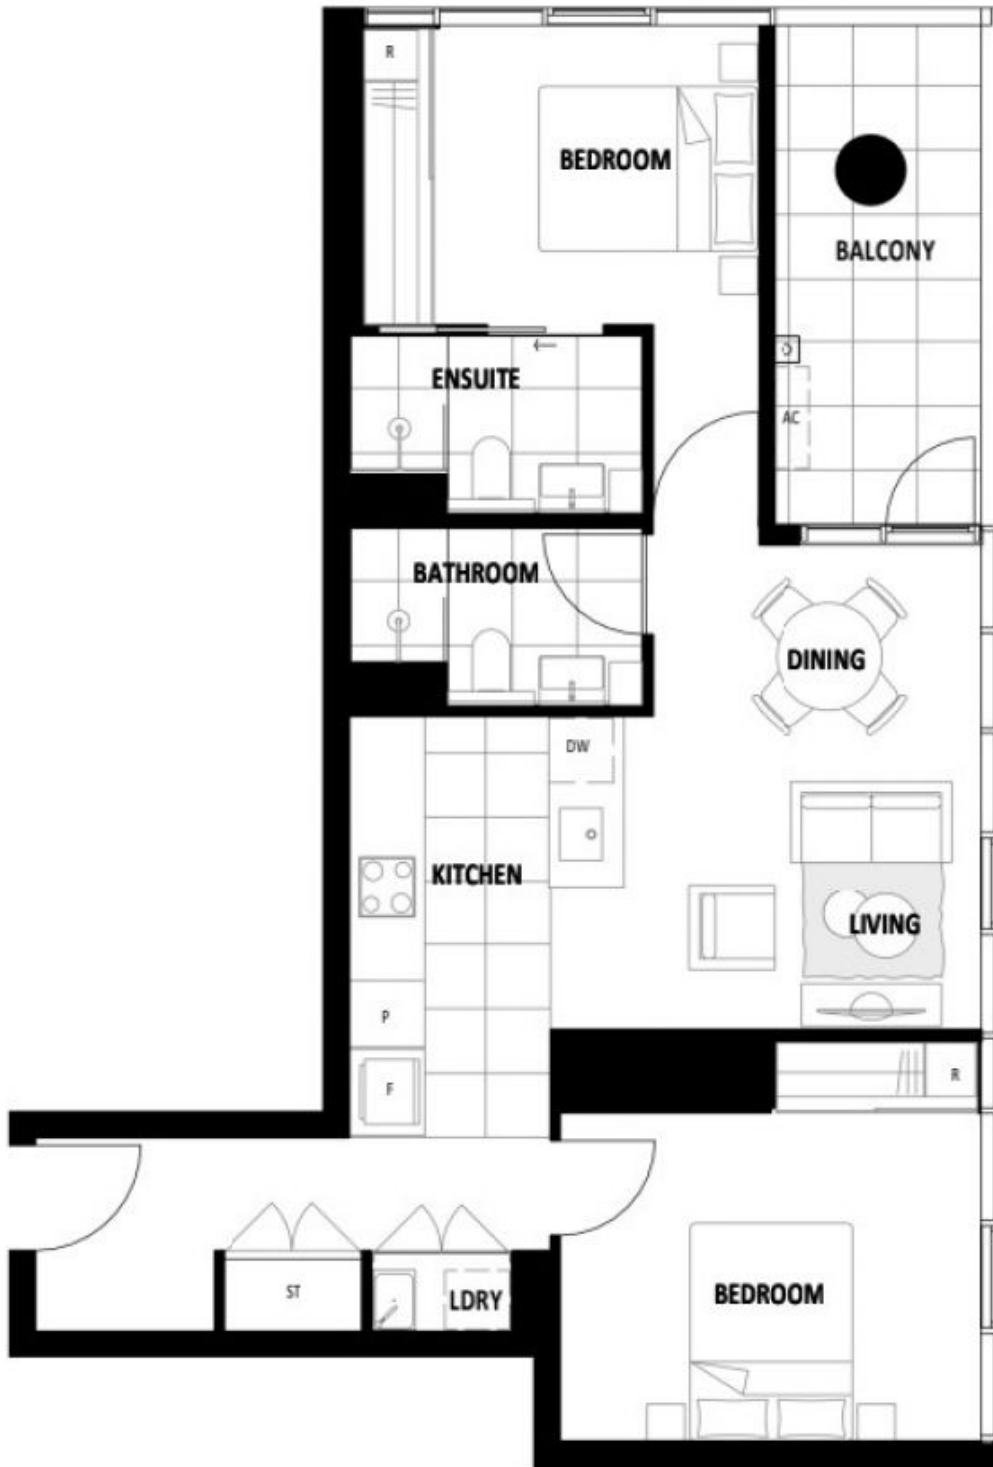 R
BEDROOM
BALCONY
ENSUITE
AC
BATHROOM
DINING
DW
KITCHEN
LIVING
P
F
R
ST
LDRY
BEDROOM